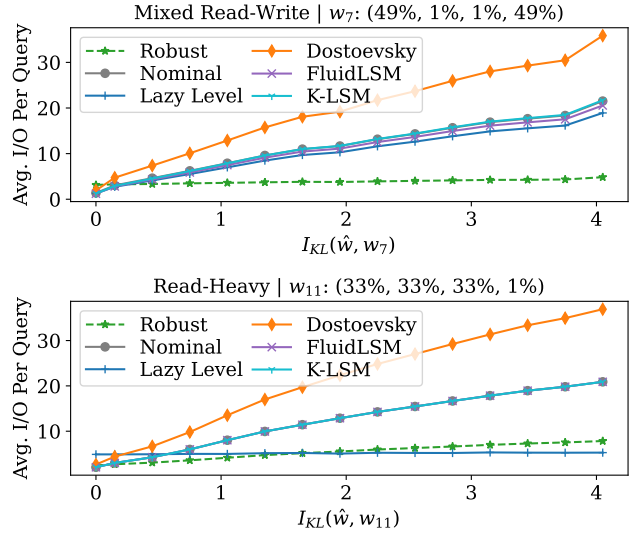 Mixed Read-Write | w7: (49%, 1%, 1%, 49%)
Avg. I/O Per Query
30
20
10
0
Robust
Nominal
Lazy Level
Dostoevsky
FluidLSM
K-LSM
0 1 2 3 4
I_KL(ŵ, w7)
Read-Heavy | w11: (33%, 33%, 33%, 1%)
Avg. I/O Per Query
30
20
10
Robust
Nominal
Lazy Level
Dostoevsky
FluidLSM
K-LSM
0 1 2 3 4
I_KL(ŵ, w11)